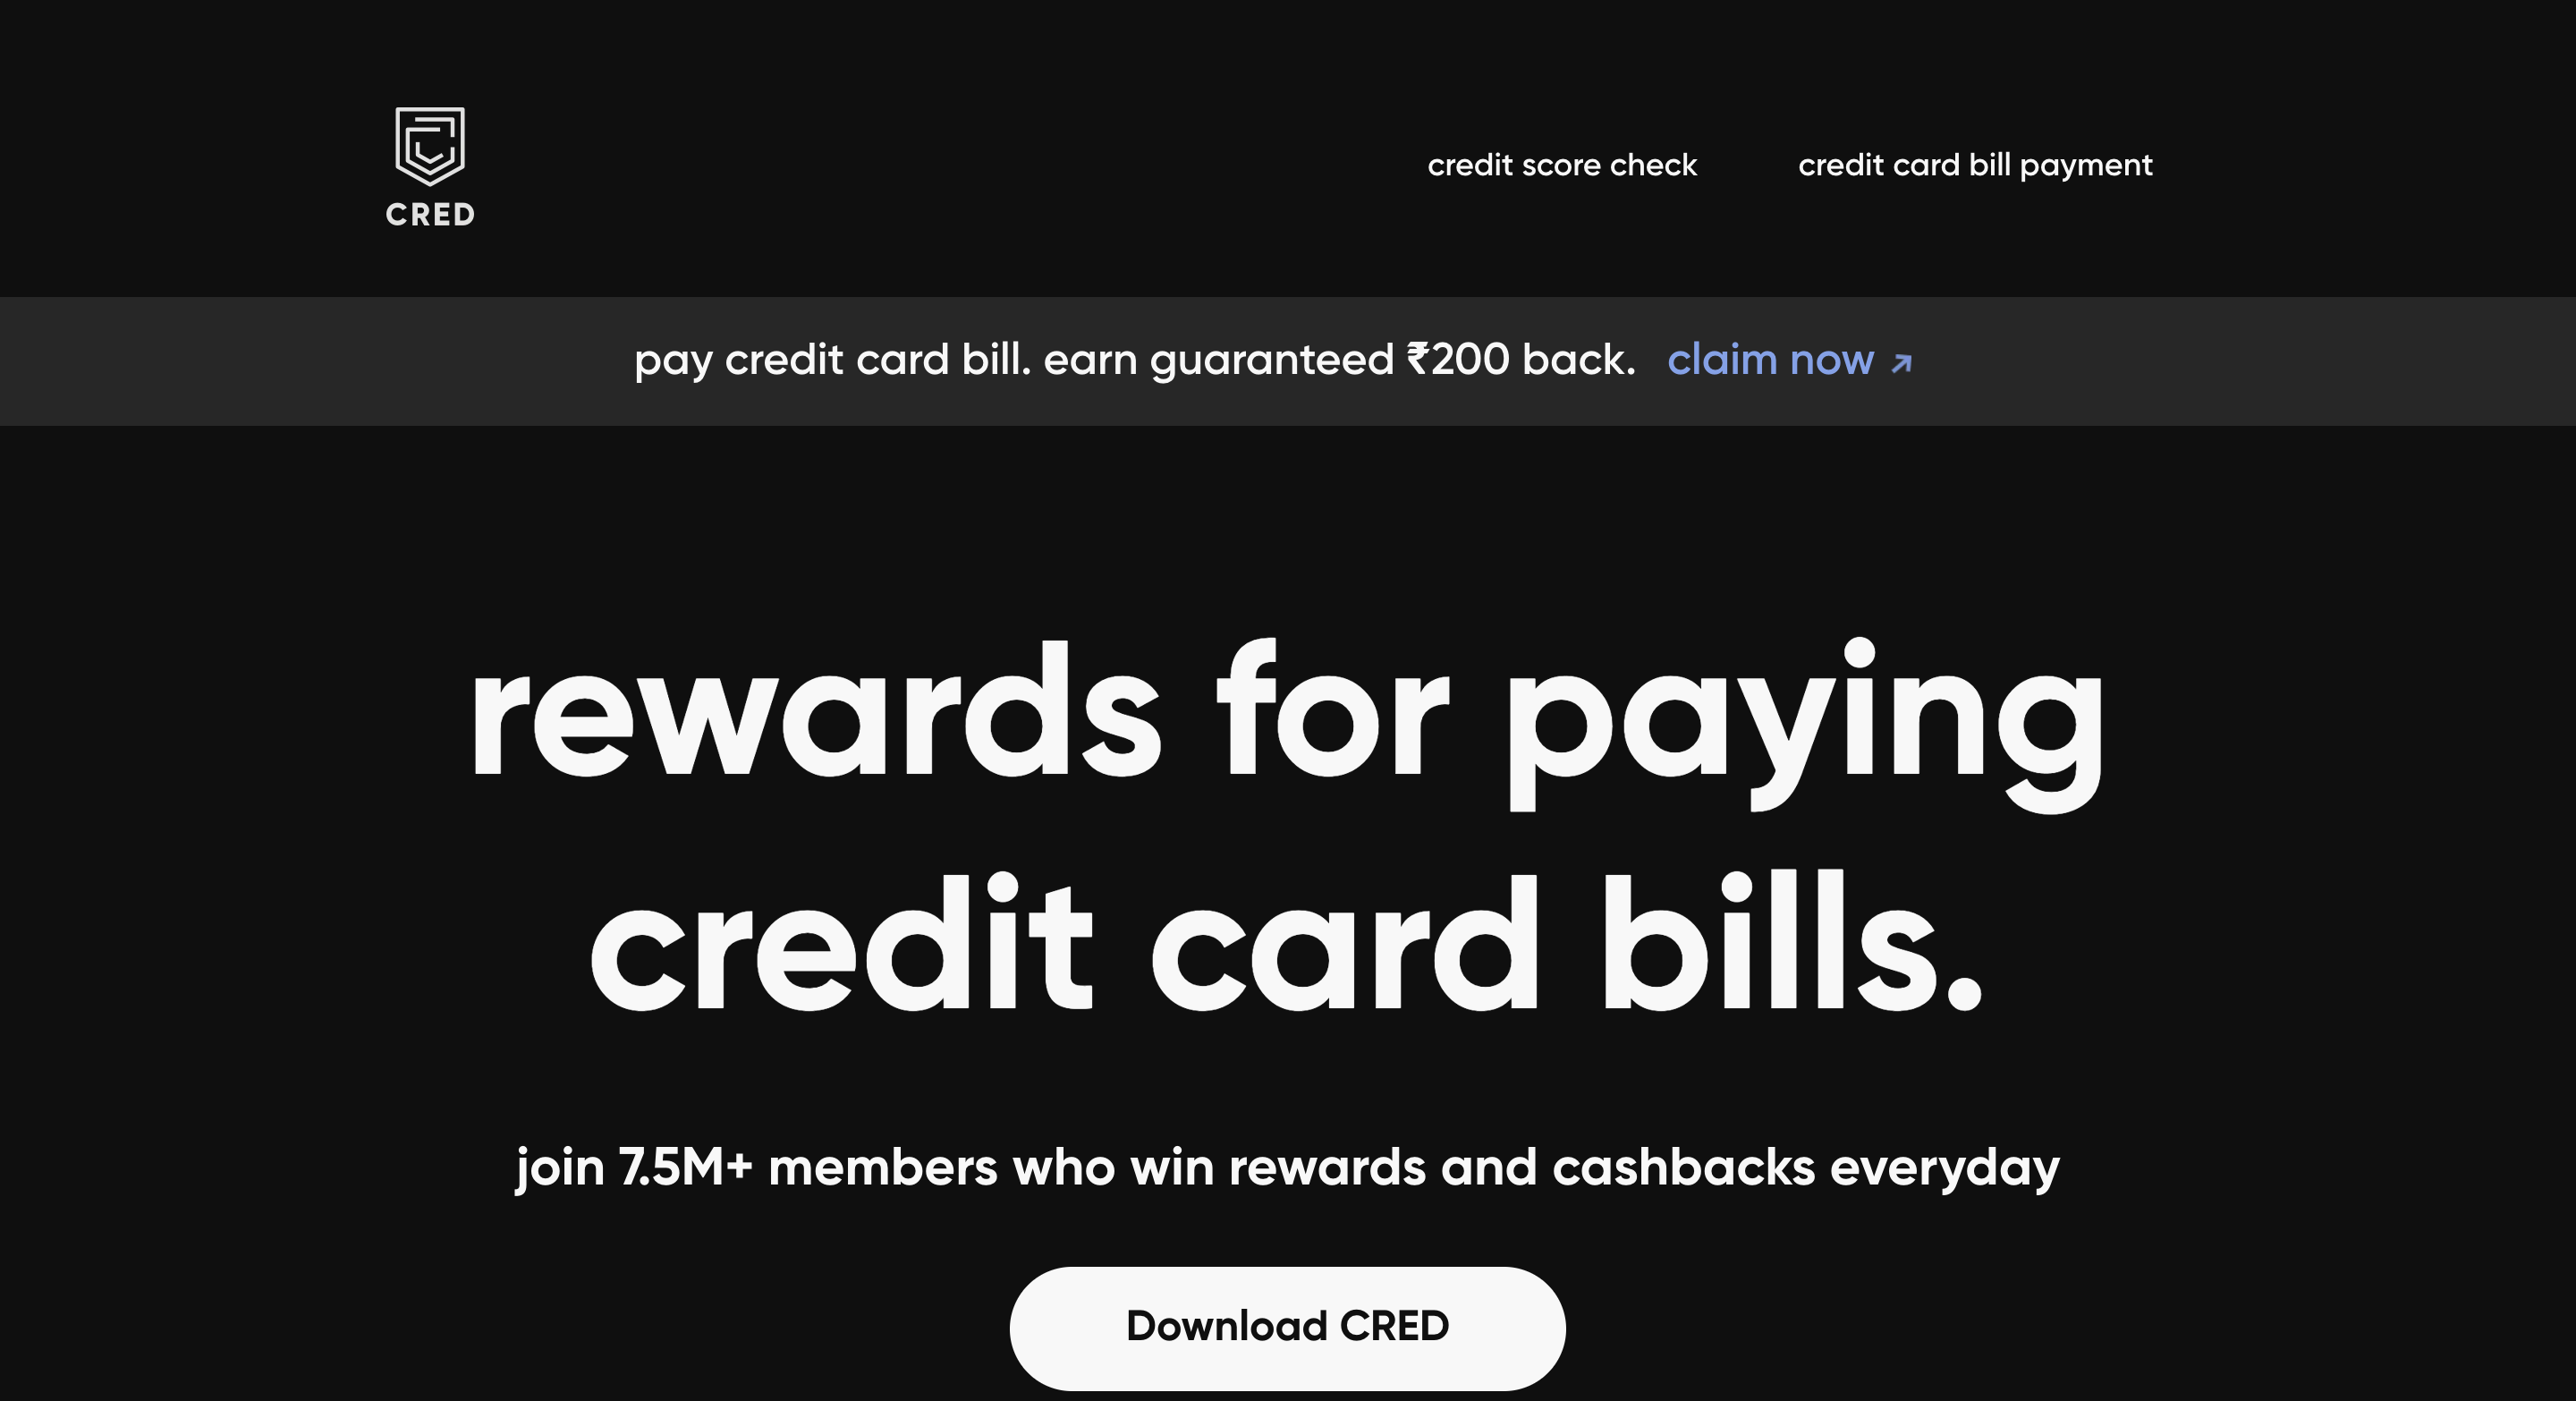 CRED
credit score check
credit card bill payment
pay credit card bill. earn guaranteed ₹200 back. claim now
rewards for paying
credit card bills.
join 7.5M+ members who win rewards and cashbacks everyday
Download CRED